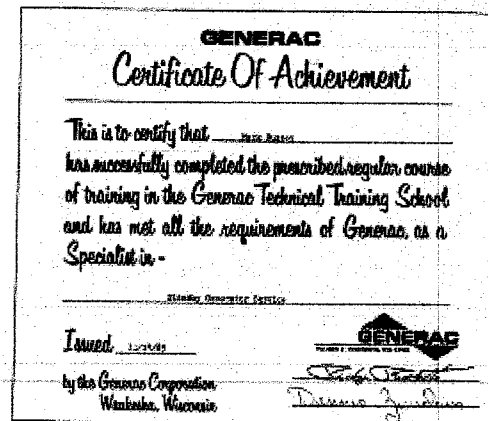 GENERAC
Certificate Of Achievement
This is to certify that
has successfully completed the prescribed regular course
of training in the Generac Technical Training School
and has met all the requirements of Generac, as a
Specialist in -
Generator Service
Issued
GENERAC
by the Generac Corporation
Waukesha, Wisconsin